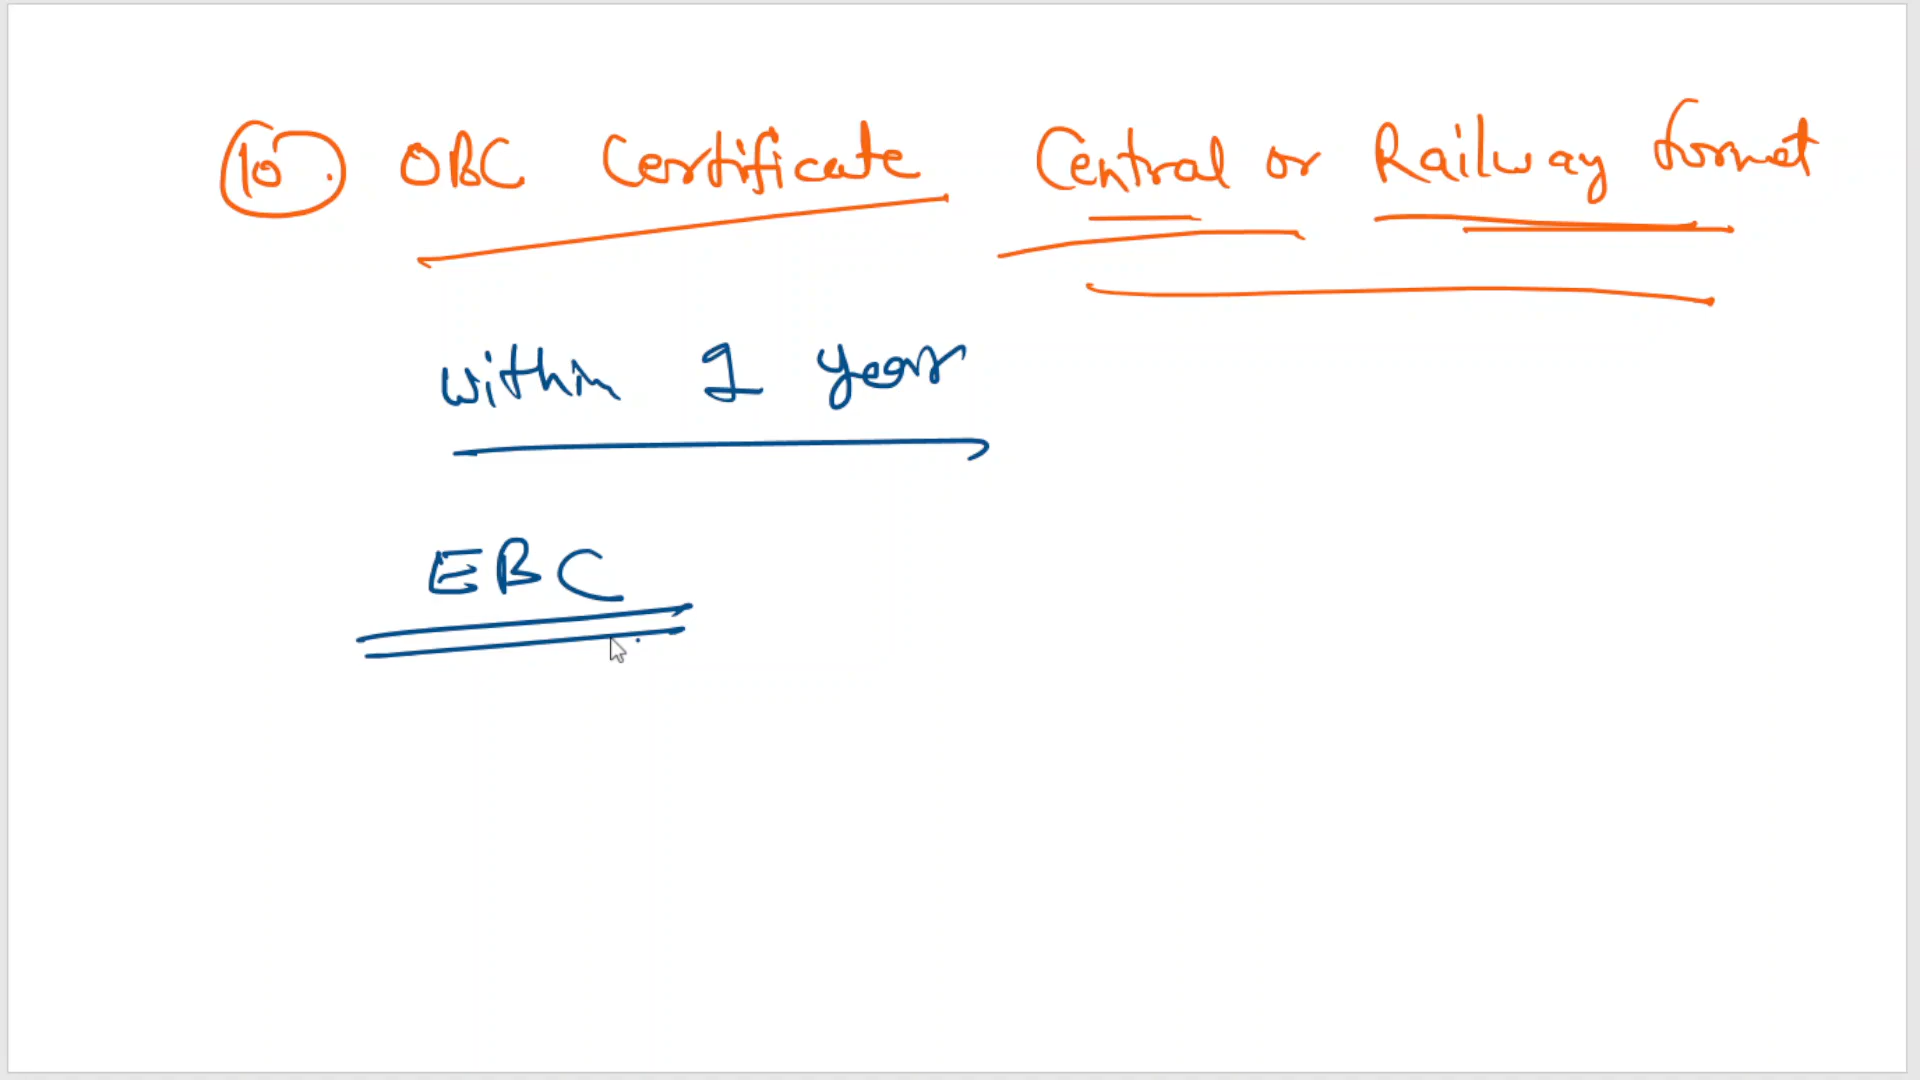 10. OBC Certificate Central or Railway format
within 1 year
EBC